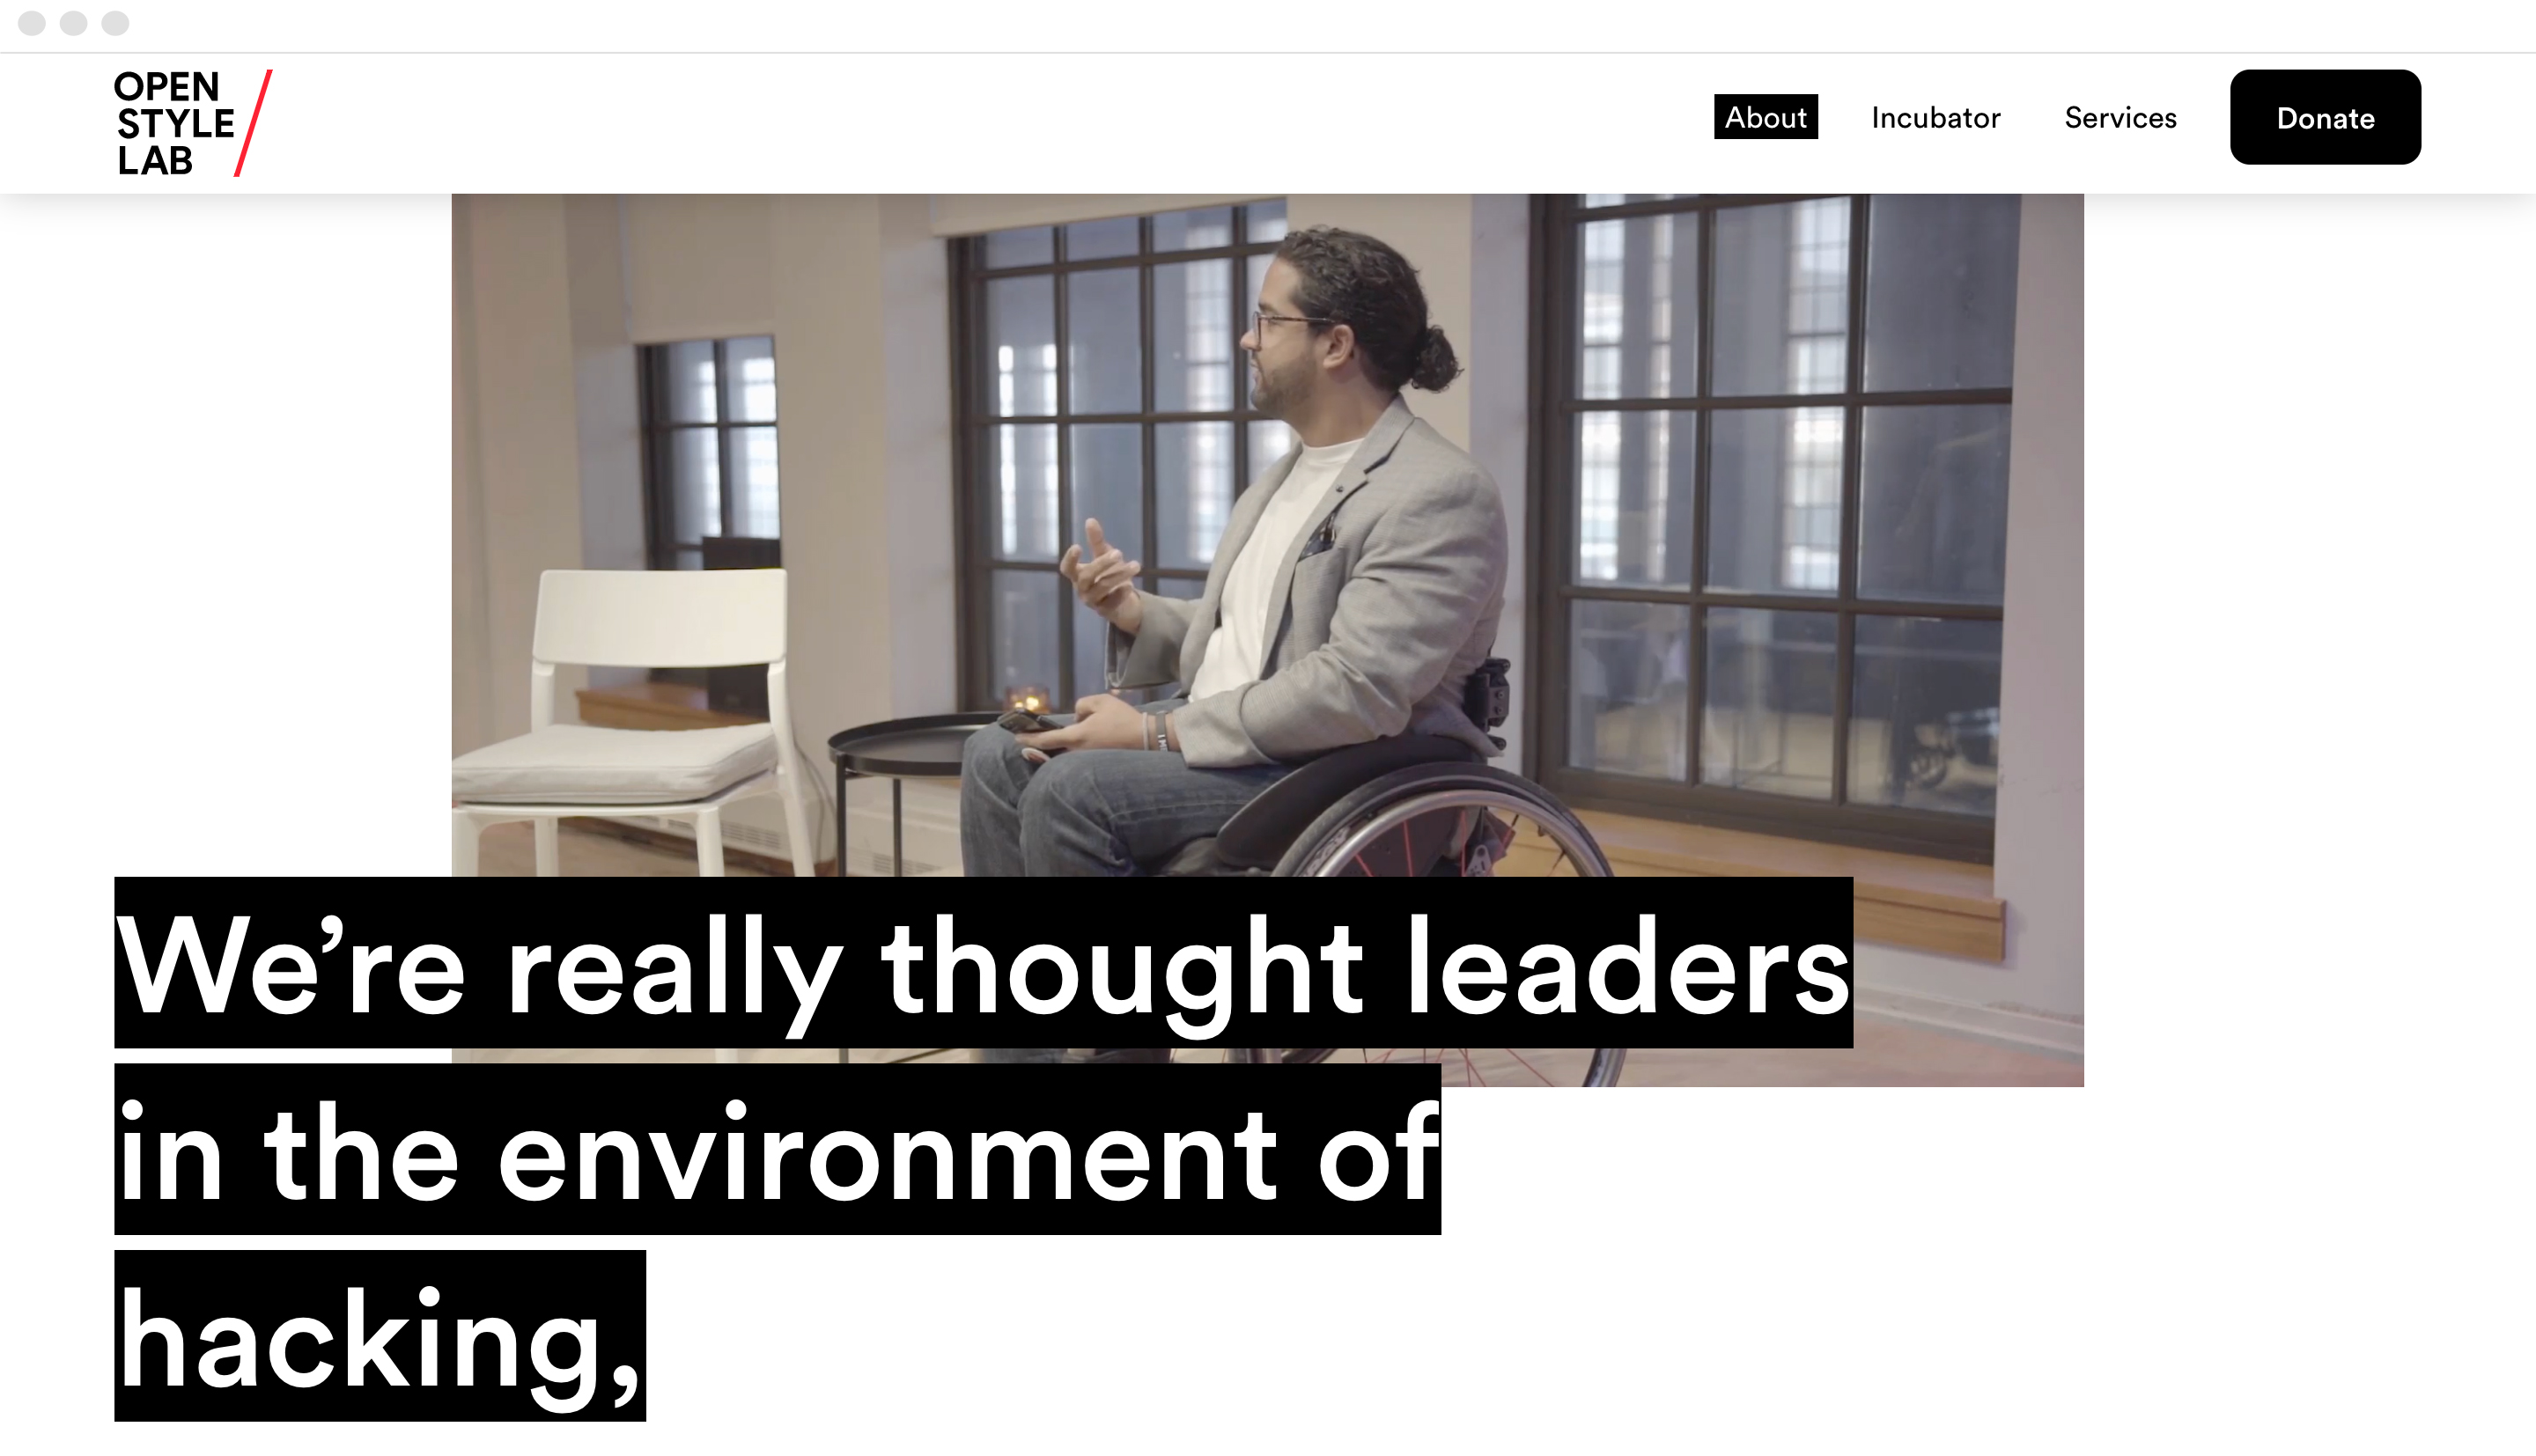 OPEN
STYLE
LAB
About
Incubator
Services
Donate
We’re really thought leaders
in the environment of
hacking,